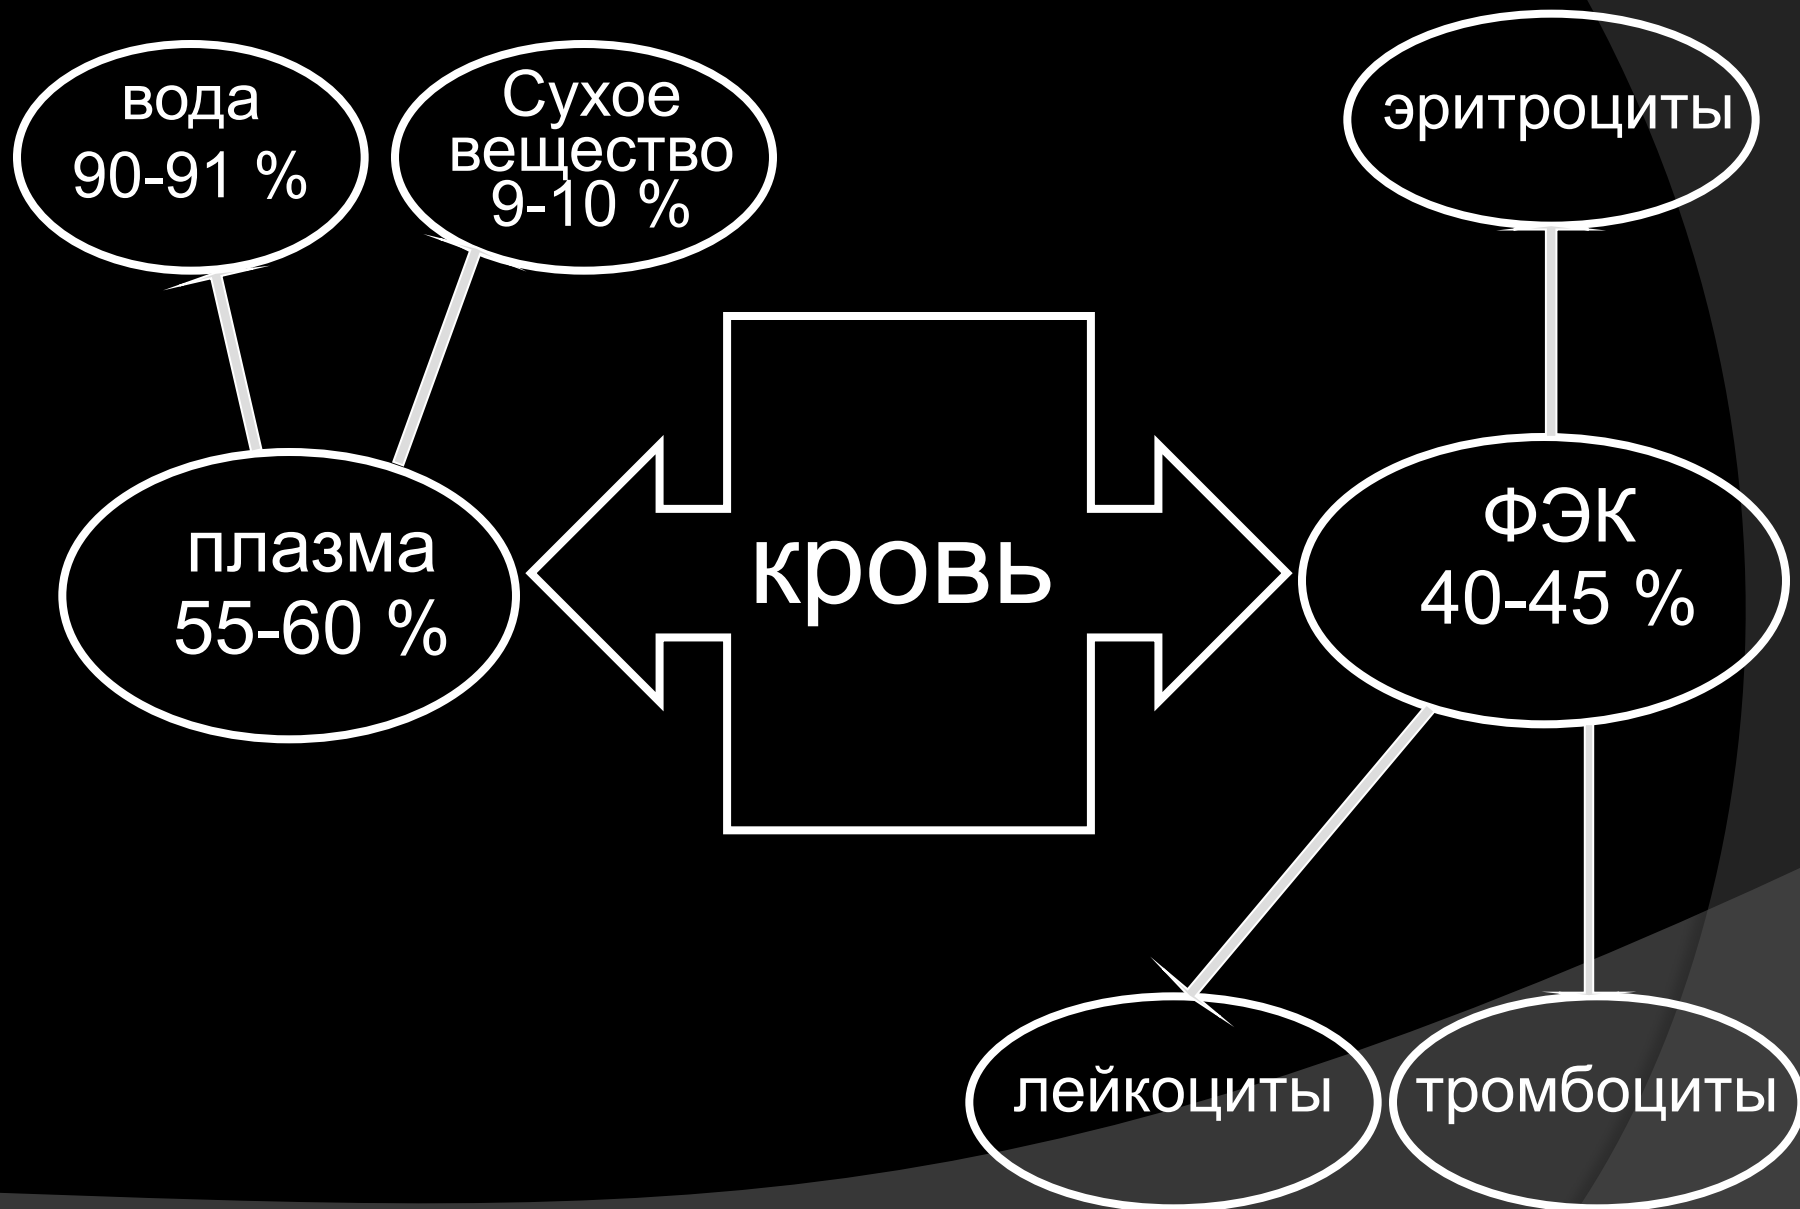 вода
90-91 %
Сухое
вещество
9-10 %
эритроциты
плазма
55-60 %
кровь
ФЭК
40-45 %
лейкоциты
тромбоциты